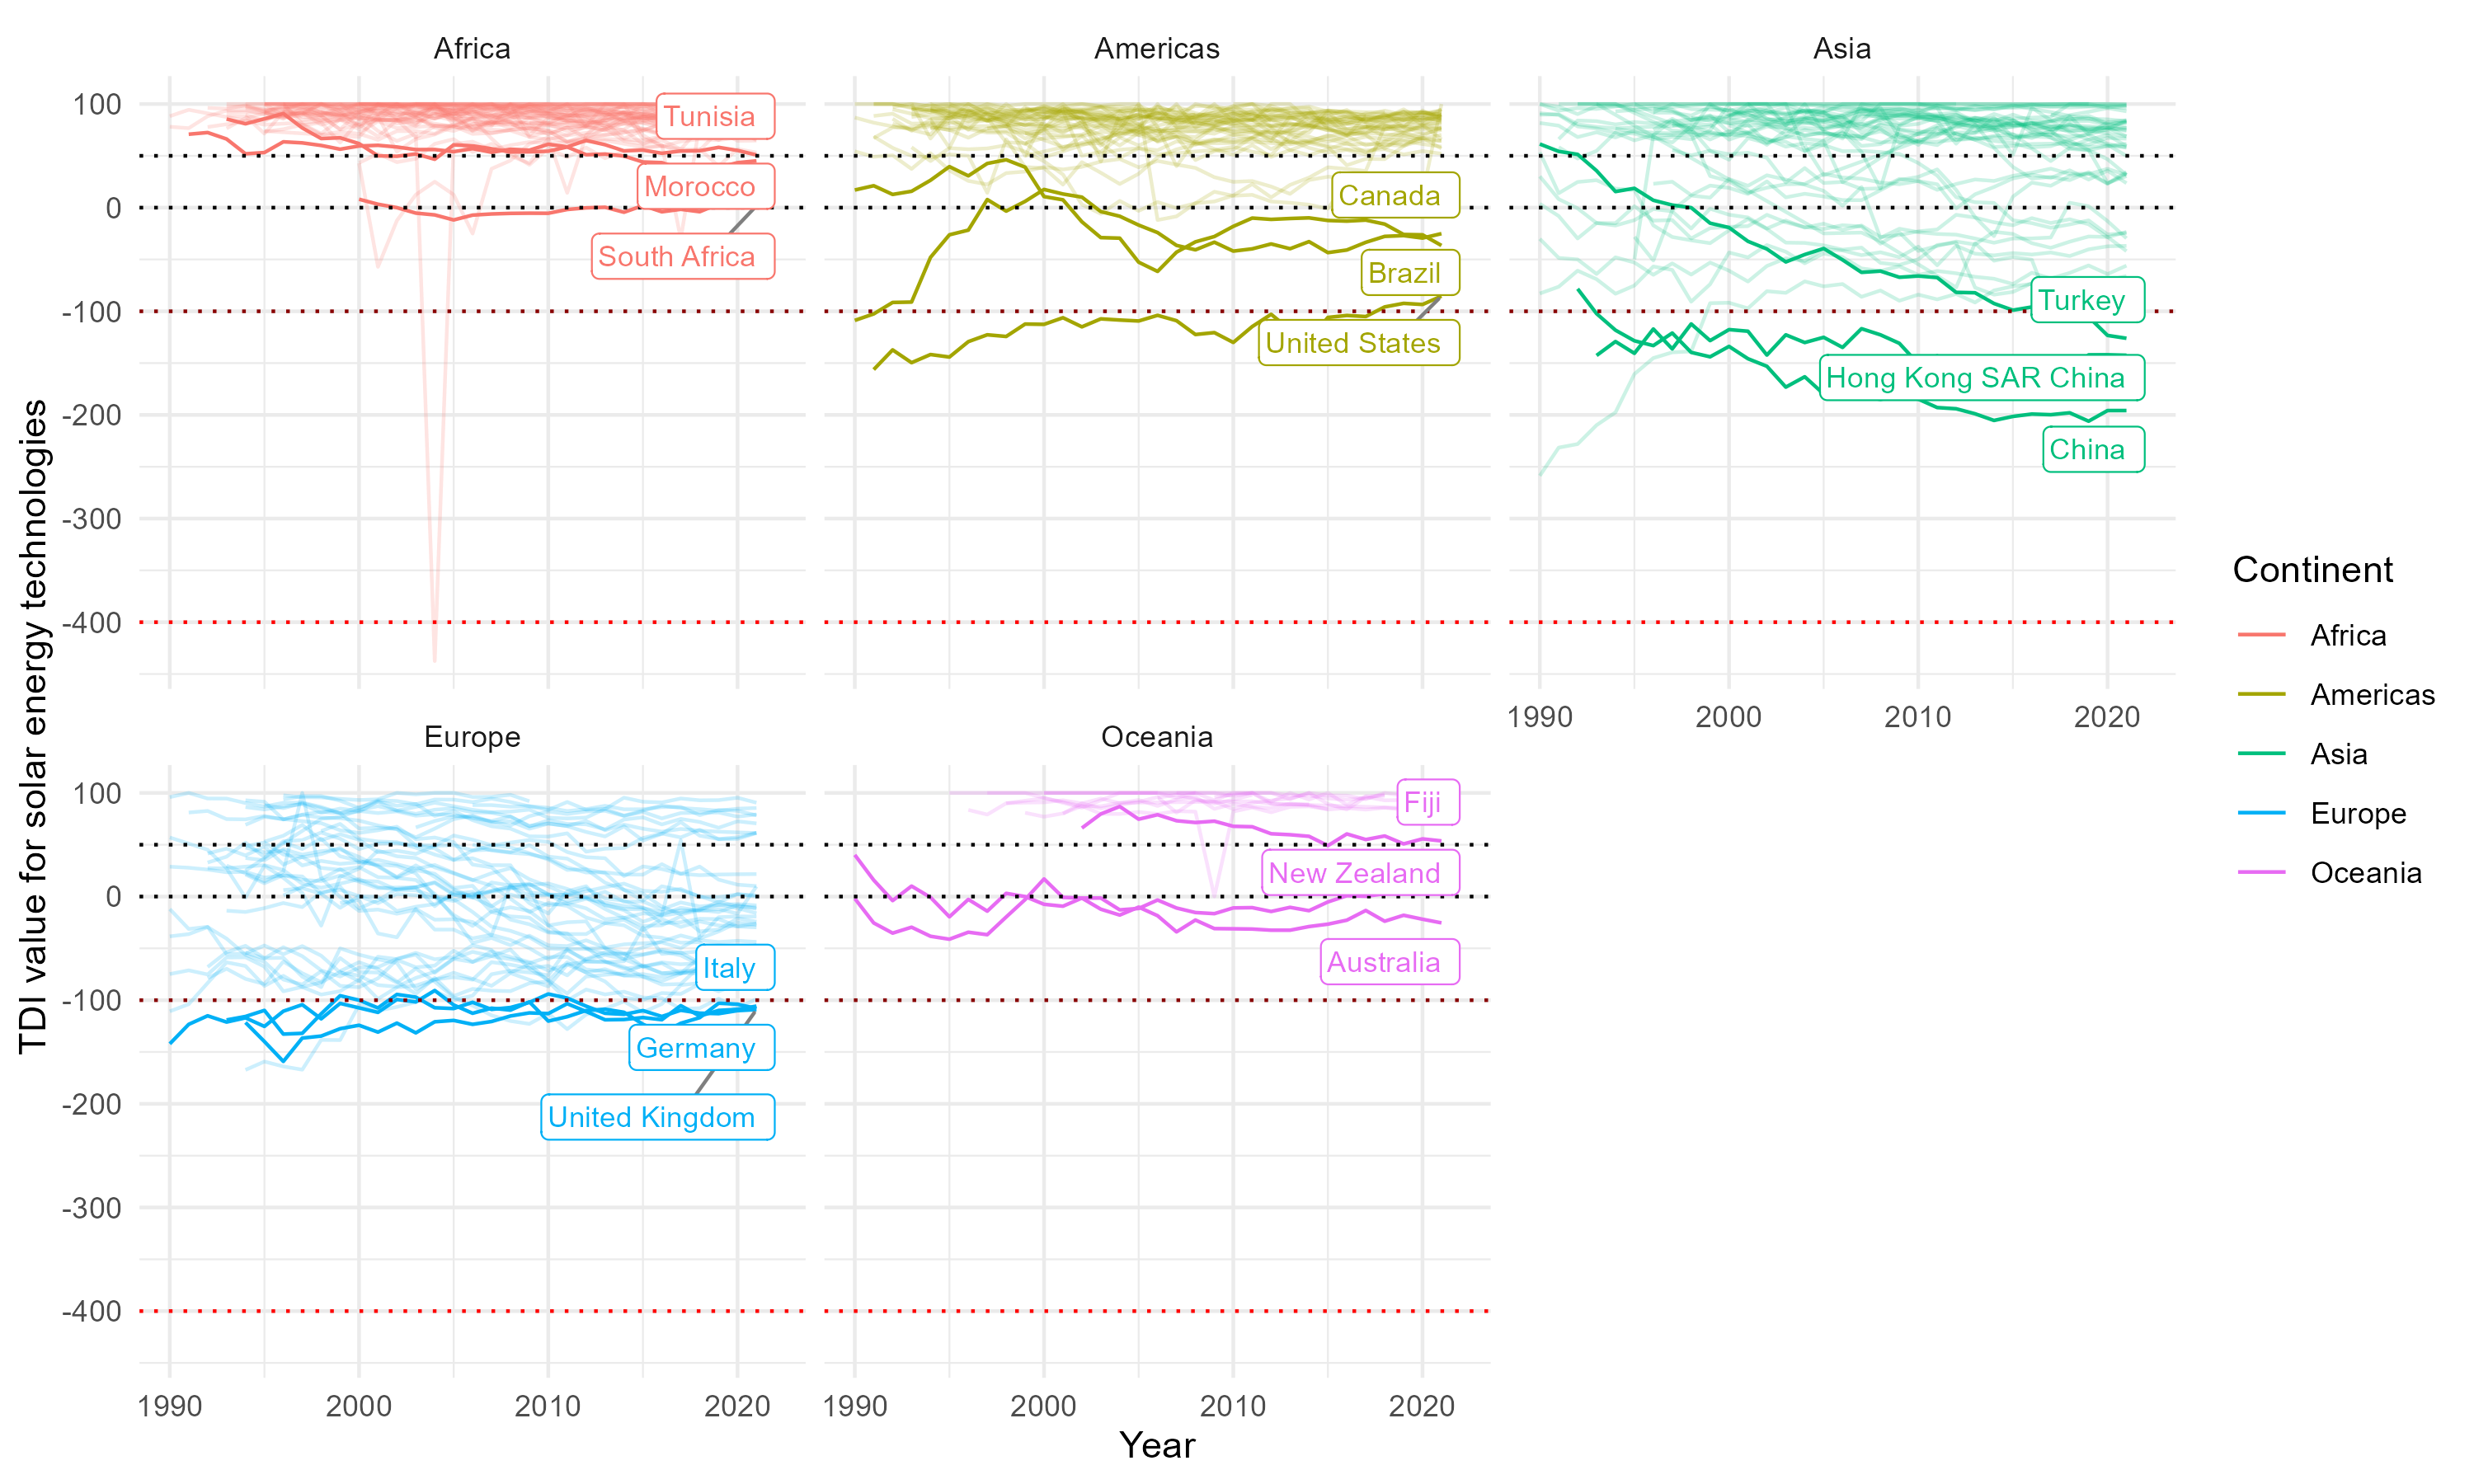 Africa
Americas
Asia
100
0
-100
-200
-300
-400
Tunisia
Morocco
South Africa
Canada
Brazil
United States
Turkey
Hong Kong SAR China
China
1990
2000
2010
2020
Europe
Oceania
100
0
-100
-200
-300
-400
Italy
Germany
United Kingdom
Fiji
New Zealand
Australia
1990
2000
2010
2020
1990
2000
2010
2020
Year
TDI value for solar energy technologies
Continent
Africa
Americas
Asia
Europe
Oceania